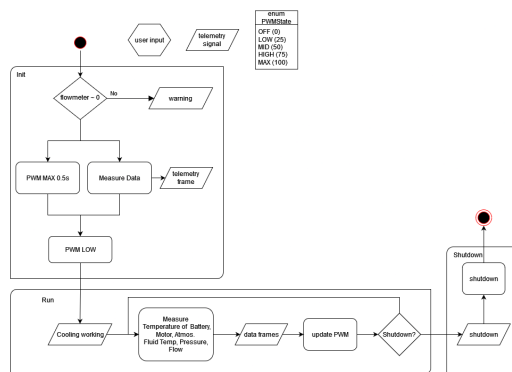 enum
PWMState
OFF (0)
LOW (25)
MID (50)
HIGH (75)
MAX (100)
user input
telemetry
signal
Init
flowmeter ~ 0
No
warning
PWM MAX 0.5s
Measure Data
telemetry
frame
PWM LOW
Shutdown
shutdown
Run
Cooling working
Measure
Temperature of Battery,
Motor, Atmos.
Fluid Temp, Pressure,
Flow
data frames
update PWM
Shutdown?
shutdown